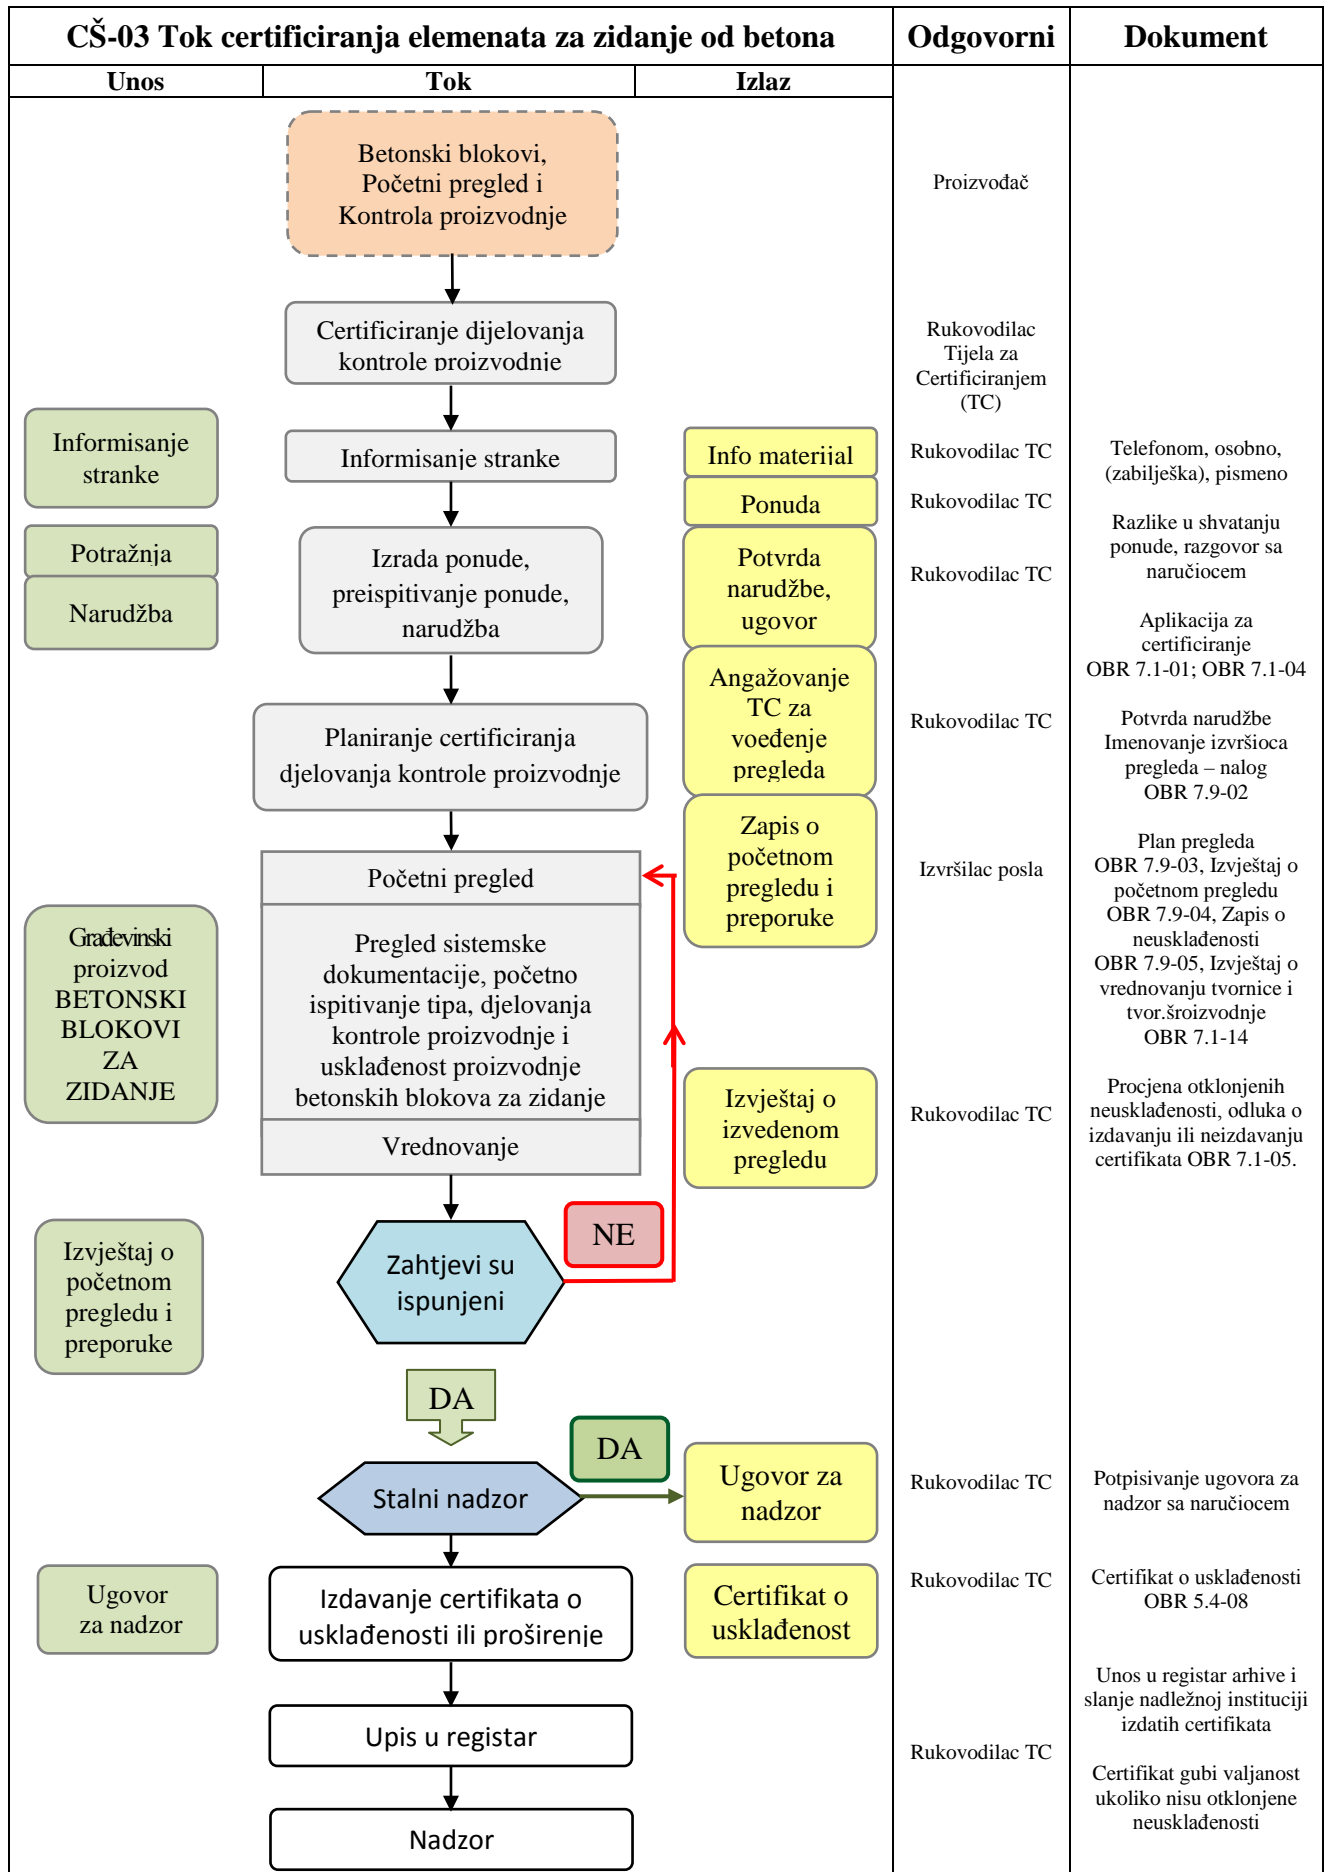 CŠ-03 Tok certificiranja elemenata za zidanje od betona
Odgovorni
Dokument
Unos
Tok
Izlaz
Betonski blokovi,
Početni pregled i
Kontrola proizvodnje
Proizvođač
Certificiranje dijelovanja
kontrole proizvodnje
Rukovodilac
Tijela za
Certificiranjem
(TC)
Informisanje
stranke
Informisanje stranke
Info materijal
Rukovodilac TC
Telefonom, osobno,
(zabilješka), pismeno
Ponuda
Rukovodilac TC
Potražnja
Narudžba
Izrada ponude,
preispitivanje ponude,
narudžba
Potvrda
narudžbe,
ugovor
Rukovodilac TC
Razlike u shvatanju
ponude, razgovor sa
naručiocem
Aplikacija za
certificiranje
OBR 7.1-01; OBR 7.1-04
Planiranje certificiranja
djelovanja kontrole proizvodnje
Angažovanje
TC za
voeđenje
pregleda
Rukovodilac TC
Potvrda narudžbe
Imenovanje izvršioca
pregleda – nalog
OBR 7.9-02
Početni pregled
Zapis o
početnom
pregledu i
preporuke
Izvršilac posla
Plan pregleda
OBR 7.9-03, Izvještaj o
početnom pregledu
OBR 7.9-04, Zapis o
neusklađenosti
OBR 7.9-05, Izvještaj o
vrednovanju tvornice i
tvor.šroizvodnje
OBR 7.1-14
Građevinski
proizvod
BETONSKI
BLOKOVI
ZA
ZIDANJE
Pregled sistemske
dokumentacije, početno
ispitivanje tipa, djelovanja
kontrole proizvodnje i
usklađenost proizvodnje
betonskih blokova za zidanje
Vrednovanje
Izvještaj o
izvedenom
pregledu
Rukovodilac TC
Procjena otklonjenih
neusklađenosti, odluka o
izdavanju ili neizdavanju
certifikata OBR 7.1-05.
Izvještaj o
početnom
pregledu i
preporuke
Zahtjevi su
ispunjeni
NE
DA
DA
Stalni nadzor
Ugovor za
nadzor
Rukovodilac TC
Potpisivanje ugovora za
nadzor sa naručiocem
Ugovor
za nadzor
Izdavanje certifikata o
usklađenosti ili proširenje
Certifikat o
usklađenost
Rukovodilac TC
Certifikat o usklađenosti
OBR 5.4-08
Upis u registar
Rukovodilac TC
Unos u registar arhive i
slanje nadležnoj instituciji
izdatih certifikata
Nadzor
Certifikat gubi valjanost
ukoliko nisu otklonjene
neusklađenosti